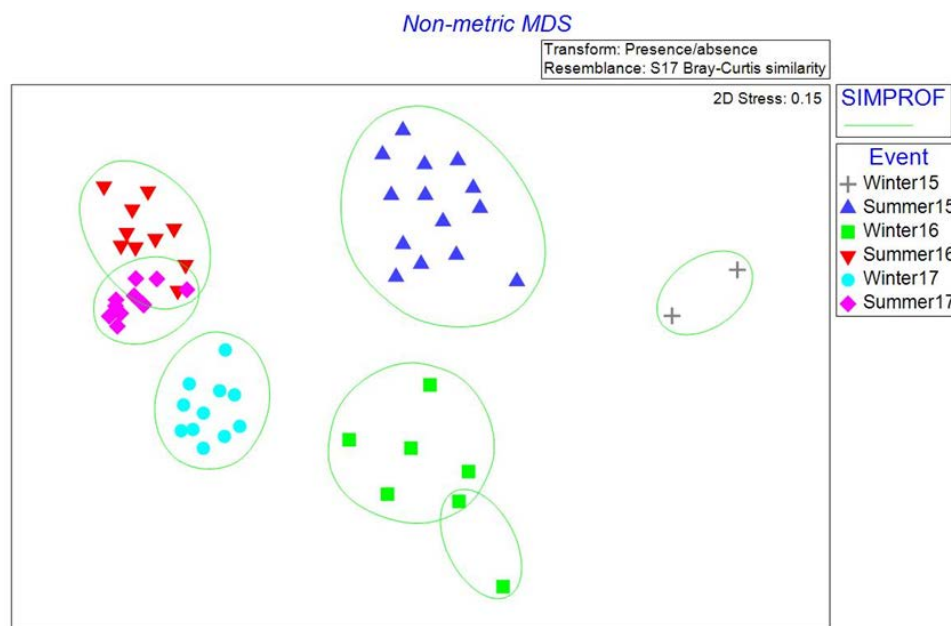 Non-metric MDS
Transform: Presence/absence
Resemblance: S17 Bray-Curtis similarity
2D Stress: 0.15
SIMPROF
Event
Winter15
Summer15
Winter16
Summer16
Winter17
Summer17